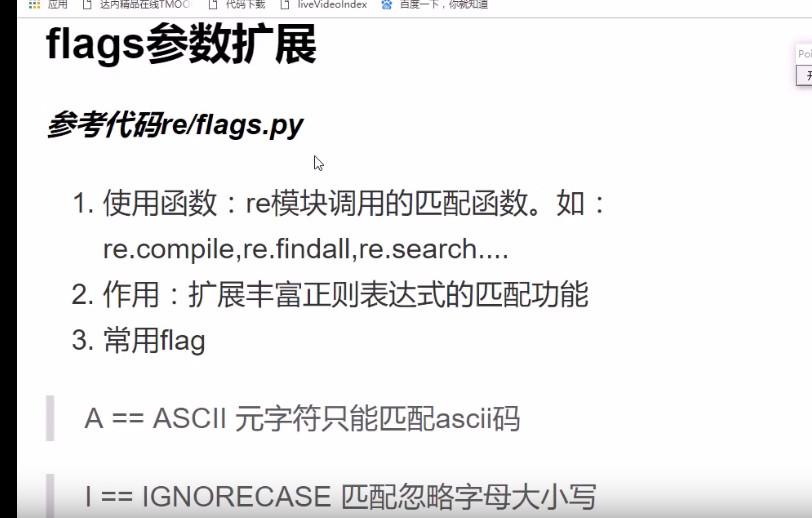 应用 达内精品在线TMOO 代码下载 liveVideoIndex 百度一下，你就知道
flags参数扩展
Poi
参考代码re/flags.py
1. 使用函数：re模块调用的匹配函数。如：
re.compile,re.findall,re.search....
2. 作用：扩展丰富正则表达式的匹配功能
3. 常用flag
A == ASCII 元字符只能匹配ascii码
I == IGNORECASE 匹配忽略字母大小写